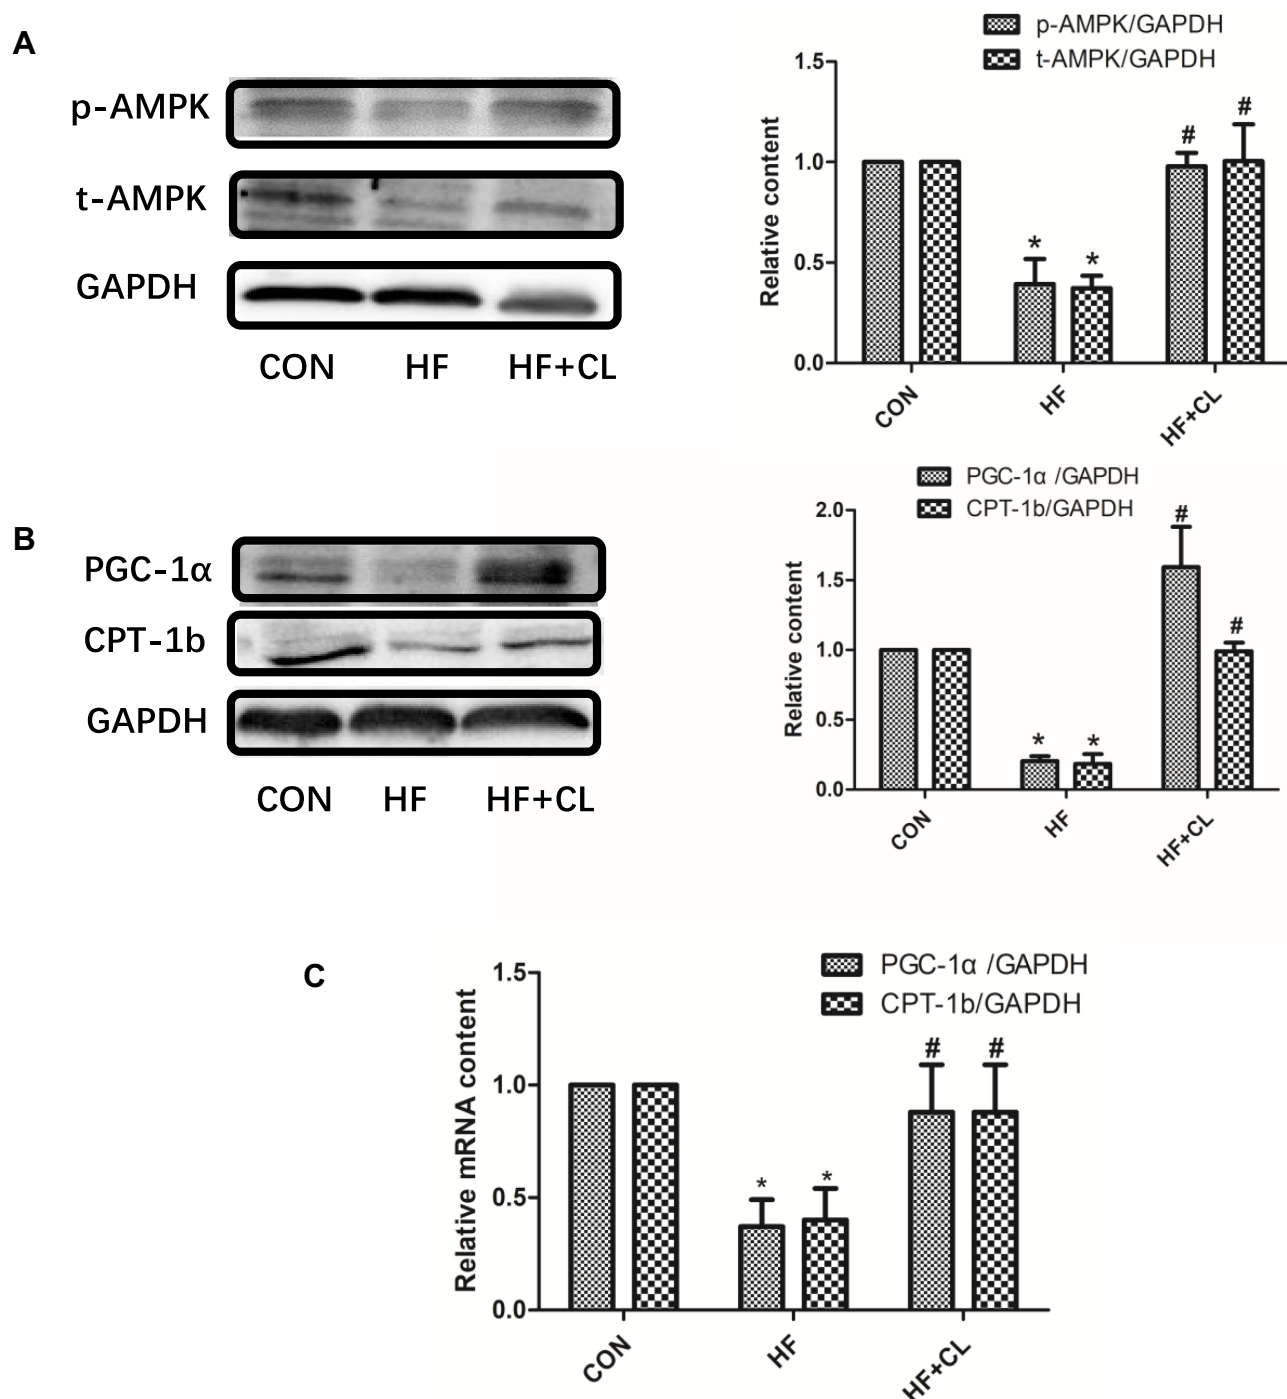 A
p-AMPK
t-AMPK
GAPDH
CON HF HF+CL
p-AMPK/GAPDH
t-AMPK/GAPDH
Relative content
1.5
1.0
0.5
0.0
* * # #
CON HF HF+CL
B
PGC-1α
CPT-1b
GAPDH
CON HF HF+CL
PGC-1α /GAPDH
CPT-1b/GAPDH
Relative content
2.0
1.5
1.0
0.5
0.0
* * # #
CON HF HF+CL
C
PGC-1α /GAPDH
CPT-1b/GAPDH
Relative mRNA content
1.5
1.0
0.5
0.0
* * # #
CON HF HF+CL